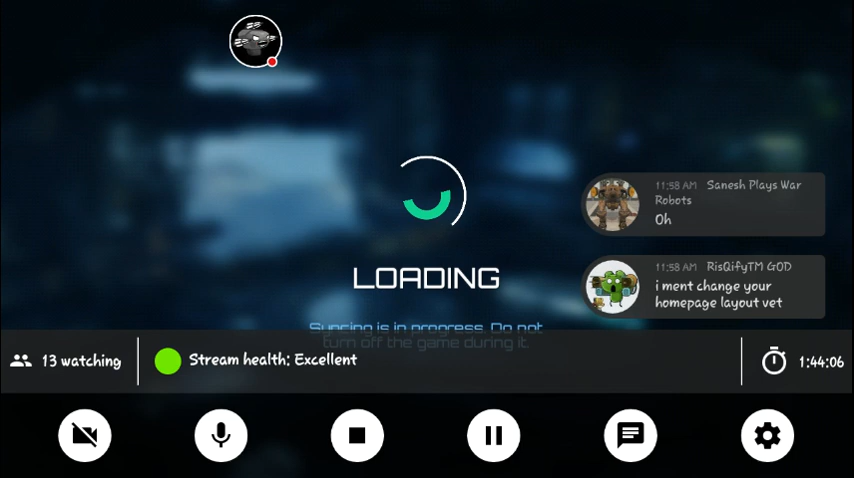 11:58 AM Sanesh Plays War
Robots
Oh
11:58 AM RisQifyTM GOD
i ment change your
homepage layout vet
LOADING
Syncing is in progress. Do not
turn off the game during it.
13 watching
Stream health: Excellent
1:44:06